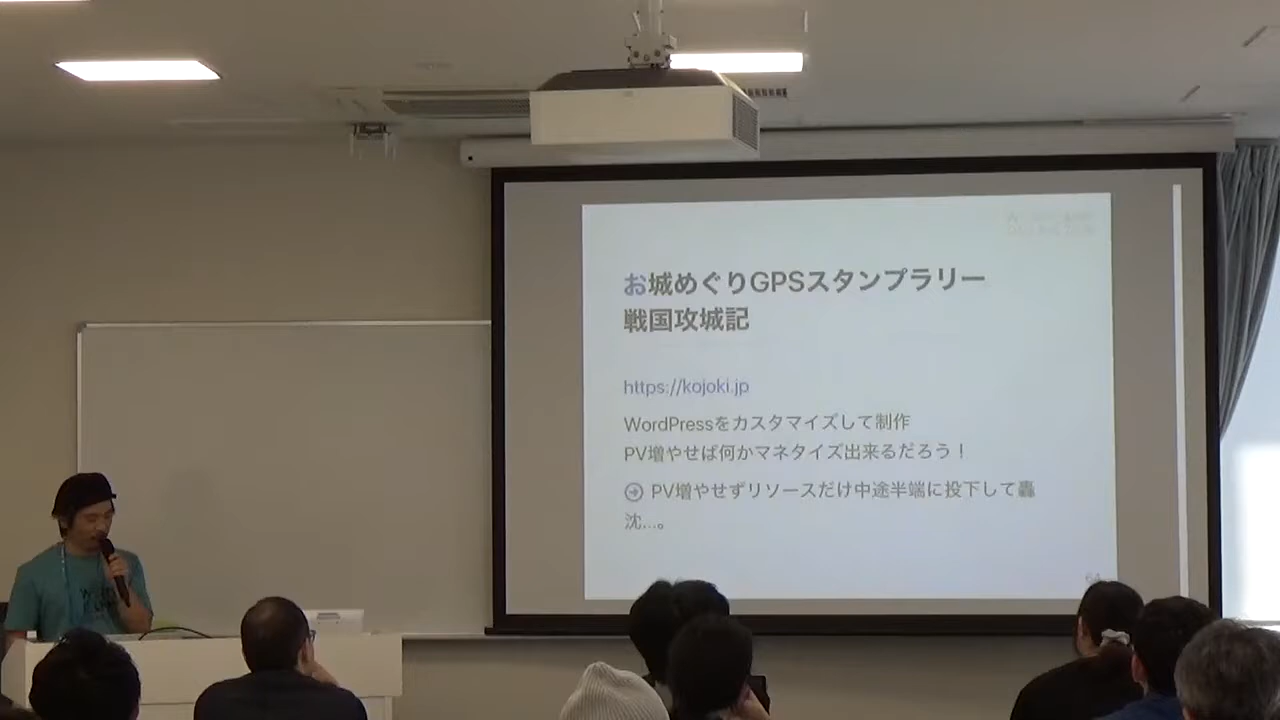 お城めぐりGPSスタンプラリー
戦国攻城記
https://kojoki.jp
WordPressをカスタマイズして制作
PV増やせば何かマネタイズ出来るだろう！
PV増やせずリソースだけ中途半端に投下して轟
沈…。